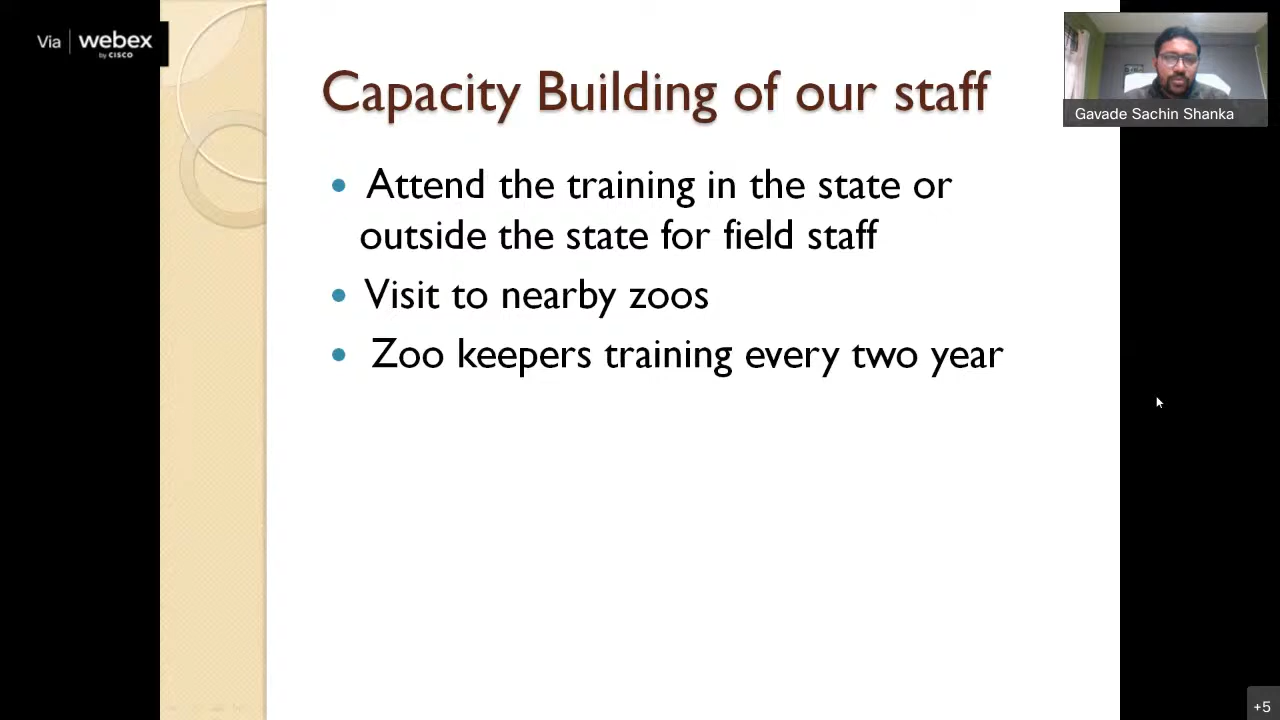 Via webex
by CISCO
Capacity Building of our staff
Gavade Sachin Shanka
• Attend the training in the state or
outside the state for field staff
• Visit to nearby zoos
• Zoo keepers training every two year
+5